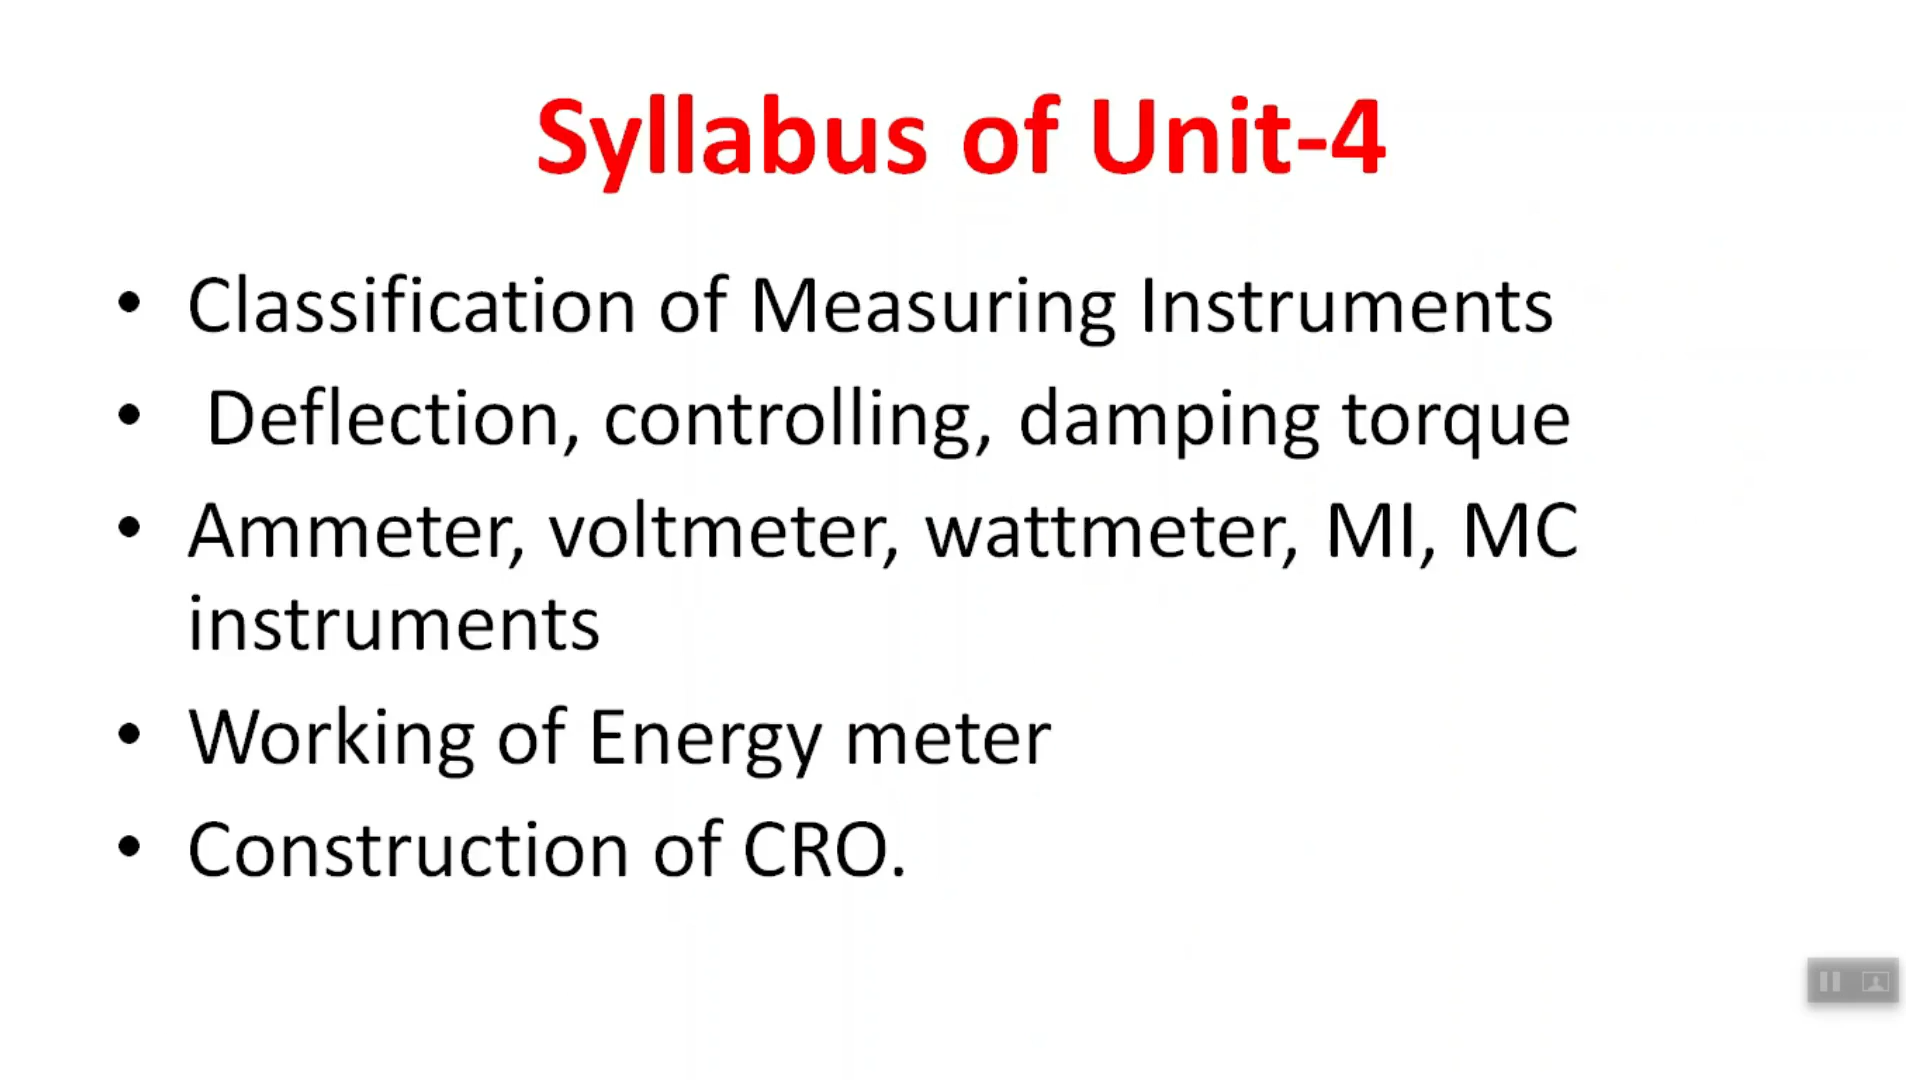 Syllabus of Unit-4
• Classification of Measuring Instruments
• Deflection, controlling, damping torque
• Ammeter, voltmeter, wattmeter, MI, MC
instruments
• Working of Energy meter
• Construction of CRO.